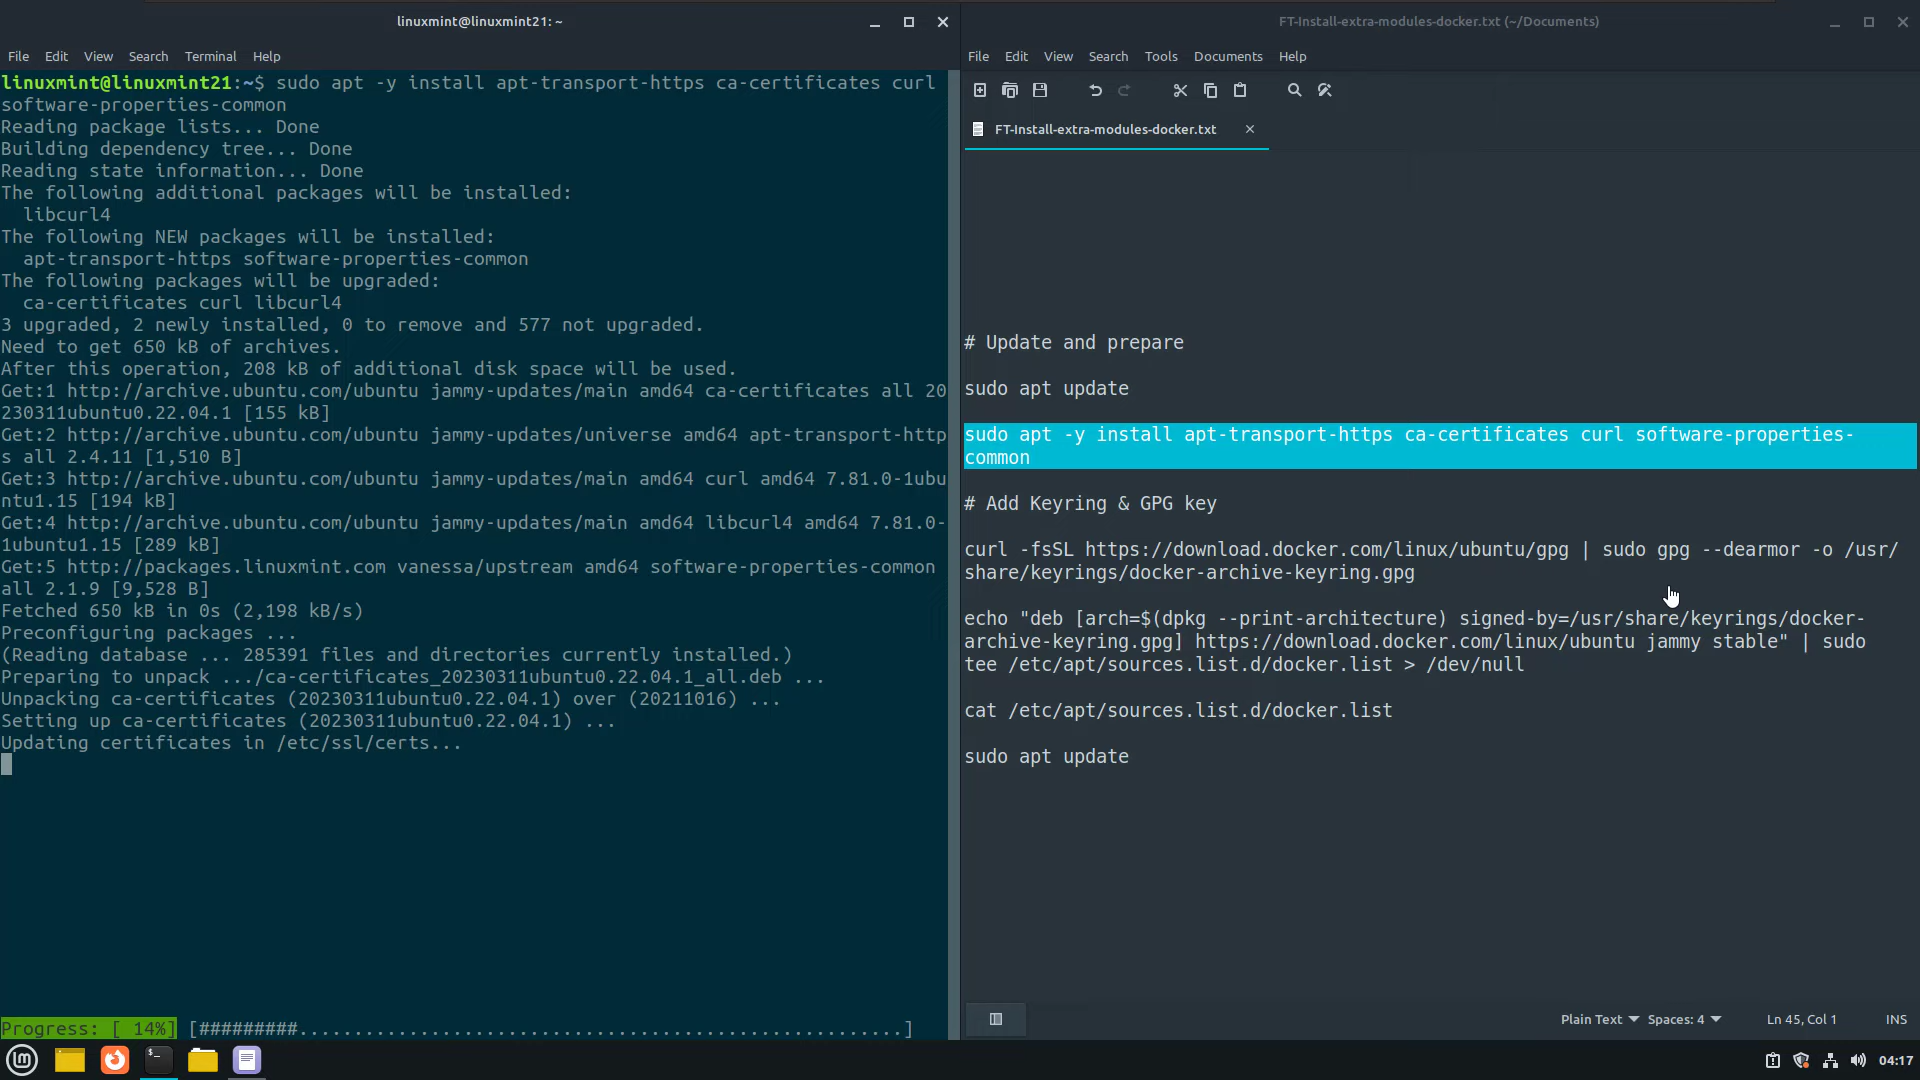 linuxmint@linuxmint21: ~
File Edit View Search Terminal Help
linuxmint@linuxmint21:~$ sudo apt -y install apt-transport-https ca-certificates curl
software-properties-common
Reading package lists... Done
Building dependency tree... Done
Reading state information... Done
The following additional packages will be installed:
  libcurl4
The following NEW packages will be installed:
  apt-transport-https software-properties-common
The following packages will be upgraded:
  ca-certificates curl libcurl4
3 upgraded, 2 newly installed, 0 to remove and 577 not upgraded.
Need to get 650 kB of archives.
After this operation, 208 kB of additional disk space will be used.
Get:1 http://archive.ubuntu.com/ubuntu jammy-updates/main amd64 ca-certificates all 20
230311ubuntu0.22.04.1 [155 kB]
Get:2 http://archive.ubuntu.com/ubuntu jammy-updates/universe amd64 apt-transport-http
s all 2.4.11 [1,510 B]
Get:3 http://archive.ubuntu.com/ubuntu jammy-updates/main amd64 curl amd64 7.81.0-1ubu
ntu1.15 [194 kB]
Get:4 http://archive.ubuntu.com/ubuntu jammy-updates/main amd64 libcurl4 amd64 7.81.0-
1ubuntu1.15 [289 kB]
Get:5 http://packages.linuxmint.com vanessa/upstream amd64 software-properties-common
all 2.1.9 [9,528 B]
Fetched 650 kB in 0s (2,198 kB/s)
Preconfiguring packages ...
(Reading database ... 285391 files and directories currently installed.)
Preparing to unpack .../ca-certificates_20230311ubuntu0.22.04.1_all.deb ...
Unpacking ca-certificates (20230311ubuntu0.22.04.1) over (20211016) ...
Setting up ca-certificates (20230311ubuntu0.22.04.1) ...
Updating certificates in /etc/ssl/certs...
Progress: [ 14%] [#########.......................................................]
FT-Install-extra-modules-docker.txt (~/Documents)
File Edit View Search Tools Documents Help
FT-Install-extra-modules-docker.txt
# Update and prepare
sudo apt update
sudo apt -y install apt-transport-https ca-certificates curl software-properties-
common
# Add Keyring & GPG key
curl -fsSL https://download.docker.com/linux/ubuntu/gpg | sudo gpg --dearmor -o /usr/
share/keyrings/docker-archive-keyring.gpg
echo "deb [arch=$(dpkg --print-architecture) signed-by=/usr/share/keyrings/docker-
archive-keyring.gpg] https://download.docker.com/linux/ubuntu jammy stable" | sudo
tee /etc/apt/sources.list.d/docker.list > /dev/null
cat /etc/apt/sources.list.d/docker.list
sudo apt update
Plain Text Spaces: 4 Ln 45, Col 1 INS
04:17